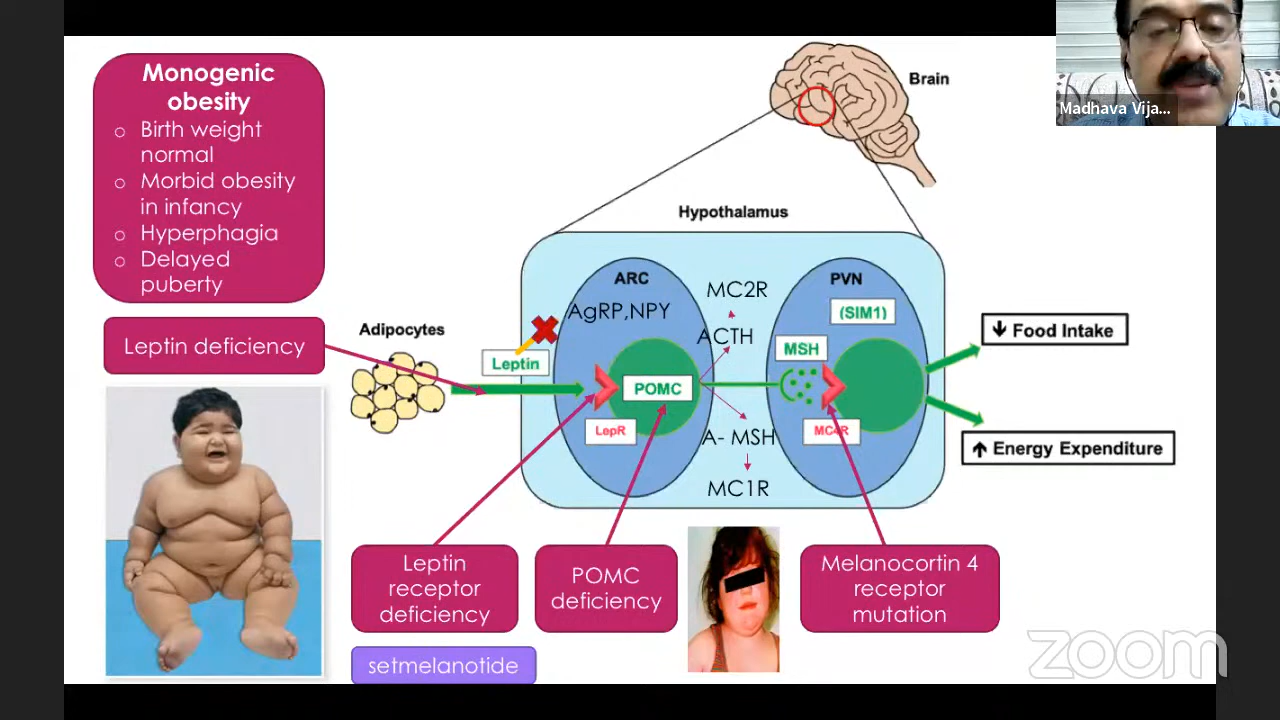 Monogenic
obesity
○ Birth weight
normal
○ Morbid obesity
in infancy
○ Hyperphagia
○ Delayed
puberty
Leptin deficiency
Madhava Vija...
Brain
Hypothalamus
ARC
PVN
AgRP,NPY
MC2R
(SIM1)
Adipocytes
ACTH
MSH
Food Intake
Leptin
POMC
LepR
A- MSH
MC4R
Energy Expenditure
MC1R
Leptin
receptor
deficiency
POMC
deficiency
Melanocortin 4
receptor
mutation
setmelanotide
zoom